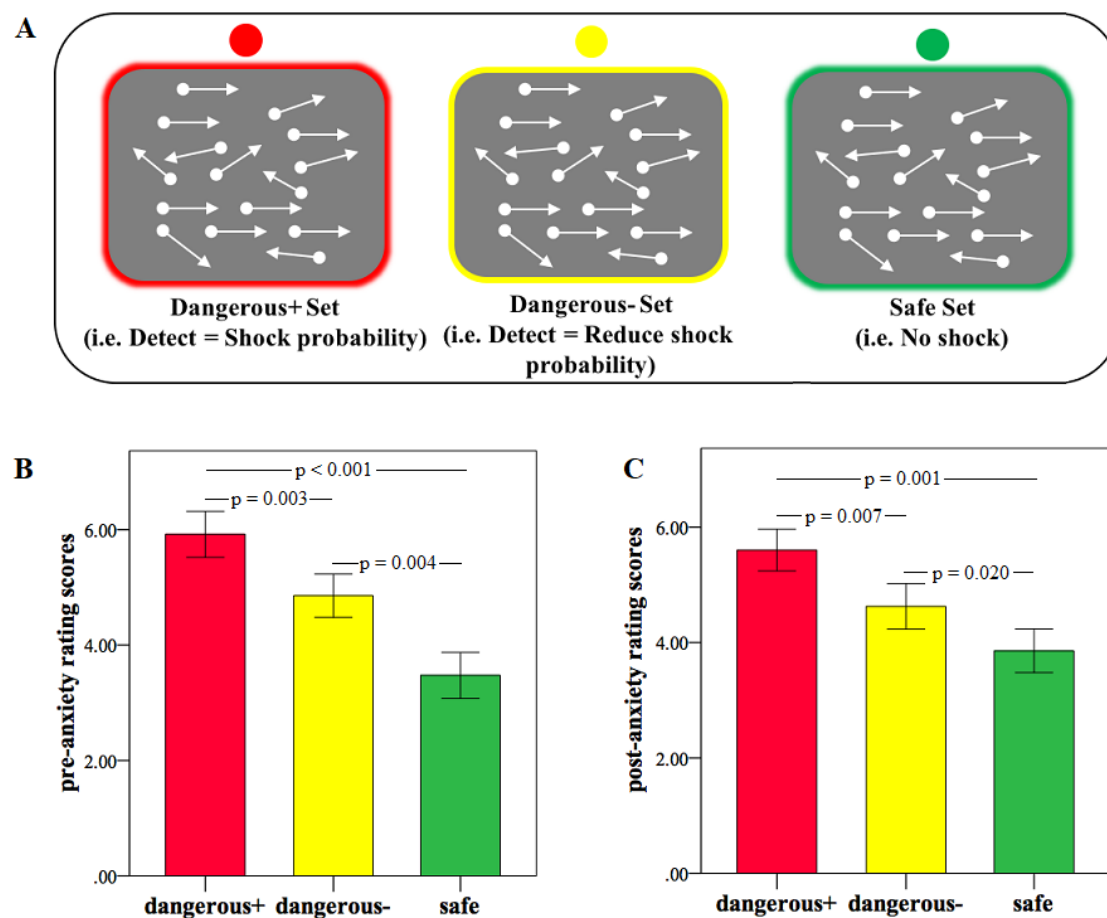 A
Dangerous+ Set
(i.e. Detect = Shock probability)
Dangerous- Set
(i.e. Detect = Reduce shock
probability)
Safe Set
(i.e. No shock)
B
pre-anxiety rating scores
6.00
4.00
2.00
.00
p < 0.001
p = 0.003
p = 0.004
dangerous+
dangerous-
safe
C
post-anxiety rating scores
6.00
4.00
2.00
.00
p = 0.001
p = 0.007
p = 0.020
dangerous+
dangerous-
safe